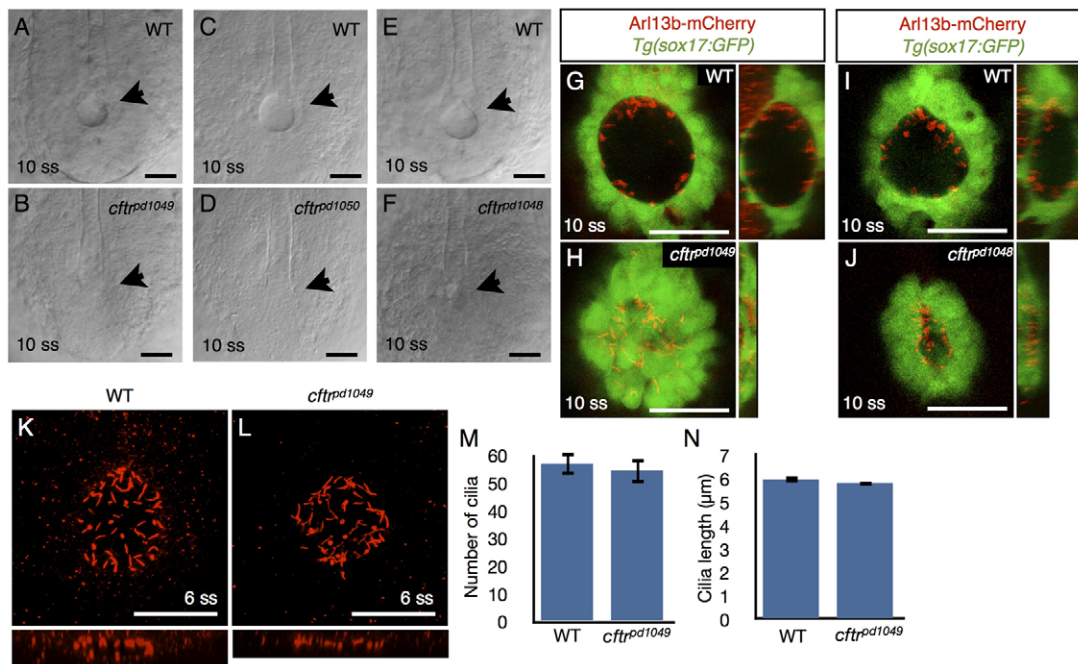 A
WT
10 ss
C
WT
10 ss
E
WT
10 ss
B
cftrpd1049
10 ss
D
cftrpd1050
10 ss
F
cftrpd1048
10 ss
Arl13b-mCherry
Tg(sox17:GFP)
Arl13b-mCherry
Tg(sox17:GFP)
G
WT
10 ss
I
WT
10 ss
H
cftrpd1049
10 ss
J
cftrpd1048
10 ss
WT
cftrpd1049
K
6 ss
L
6 ss
M
Number of cilia
60
50
40
30
20
10
0
WT
cftrpd1049
N
Cilia length (μm)
7
6
5
4
3
2
1
0
WT
cftrpd1049